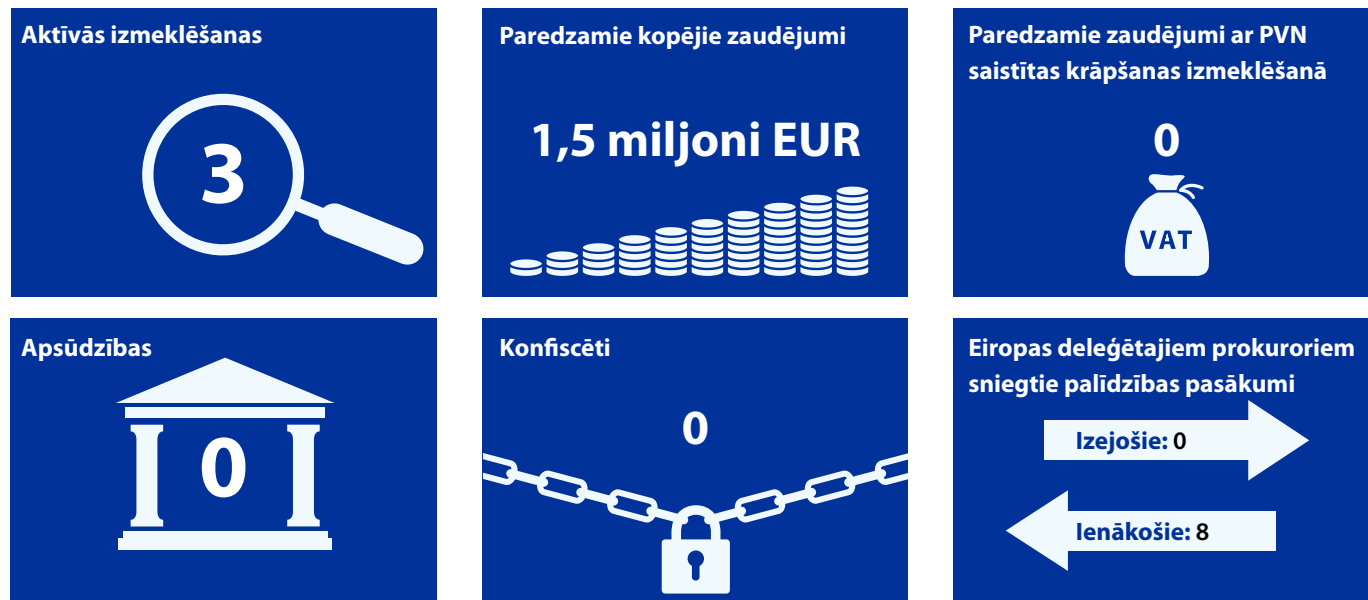 Aktīvās izmeklēšanas
3
Paredzamie kopējie zaudējumi
1,5 miljoni EUR
Paredzamie zaudējumi ar PVN
saistītas krāpšanas izmeklēšanā
0
VAT
Apsūdzības
0
Konfiscēti
0
Eiropas deleģētajiem prokuroriem
sniegtie palīdzības pasākumi
Izejošie: 0
Ienākošie: 8